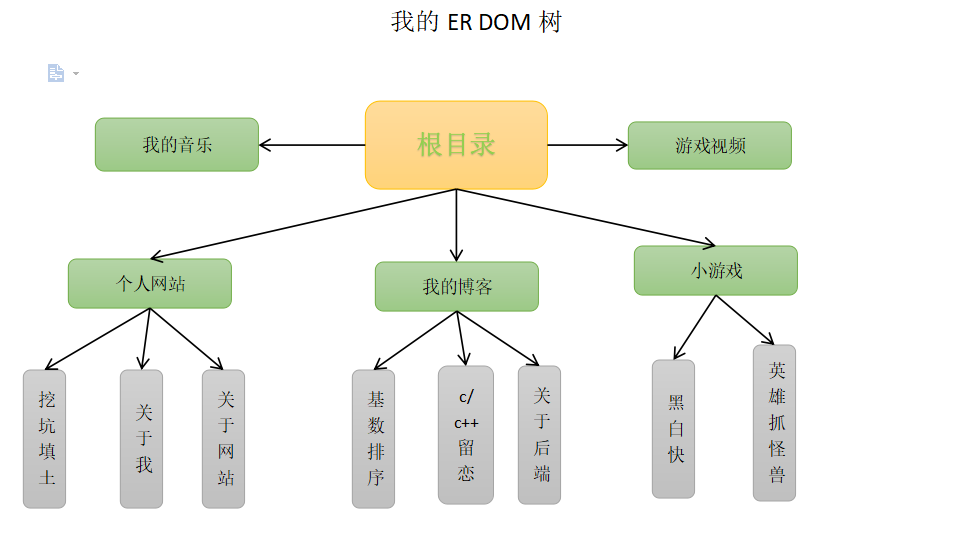 我的 ER DOM 树
我的音乐
根目录
游戏视频
个人网站
我的博客
小游戏
挖坑填土
关于我
关于网站
基数排序
c/
c++
留恋
关于后端
黑白快
英雄抓怪兽